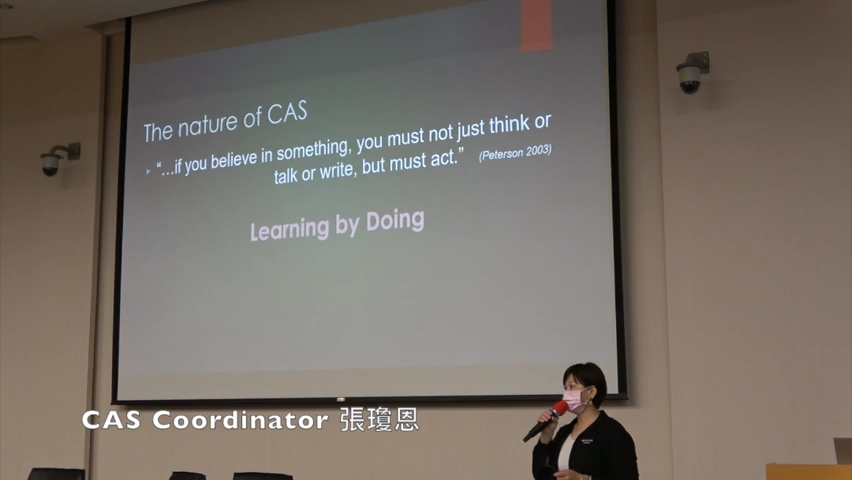 The nature of CAS
“...if you believe in something, you must not just think or
talk or write, but must act.” (Peterson 2003)
Learning by Doing
CAS Coordinator 張瓊恩